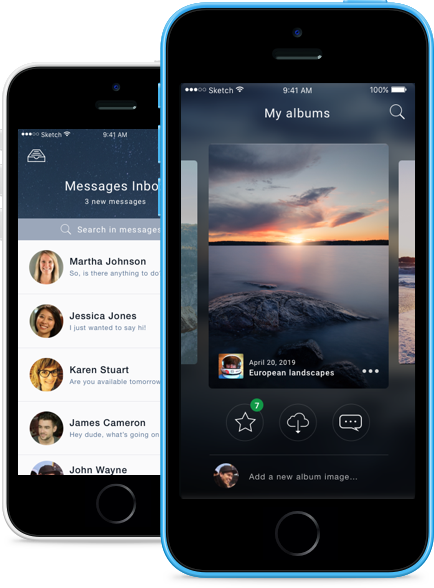 Sketch
9:41 AM
Messages Inbo
3 new messages
Search in messages
Martha Johnson
So, is there anything to do
Jessica Jones
I just wanted to say hi!
Karen Stuart
Are you available tomorrow
James Cameron
Hey dude, what's going on
John Wayne
Sketch
9:41 AM
100%
My albums
April 20, 2019
European landscapes
7
Add a new album image...